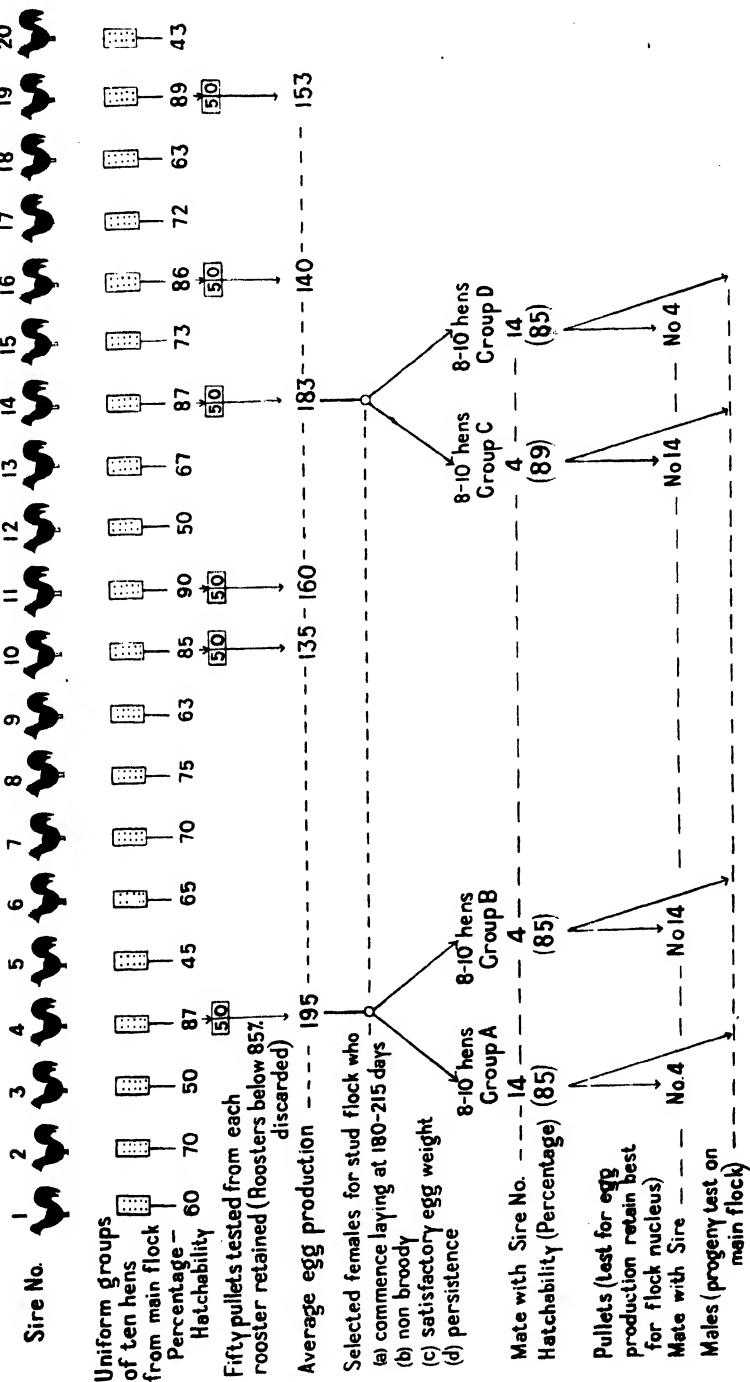 Sire No. 1 2 3 4 5 6 7 8 9 10 11 12 13 14 15 16 17 18 19 20
Uniform groups
of ten hens
from main flock
Percentage—
Hatchability 60 70 50 87 45 65 70 75 63 85 90 50 67 87 73 86 72 63 89 43
Fifty pullets tested from each 50 50 50 50 50 50
rooster retained (Roosters below 85%
discarded)
Average egg production 195 135 160 183 140 153
Selected females for stud flock who
(a) commence laying at 180-215 days
(b) non broody
(c) satisfactory egg weight
(d) persistence
8-10 hens 8-10 hens 8-10 hens 8-10 hens
Group A Group B Group C Group D
Mate with Sire No. 14 4 4 14
Hatchability (Percentage) (85) (85) (89) (85)
Pullets (test for egg
production retain best
for flock nucleus)
Mate with Sire No. 4 No 14 No 14 No 4
Males (progeny test on
main flock)